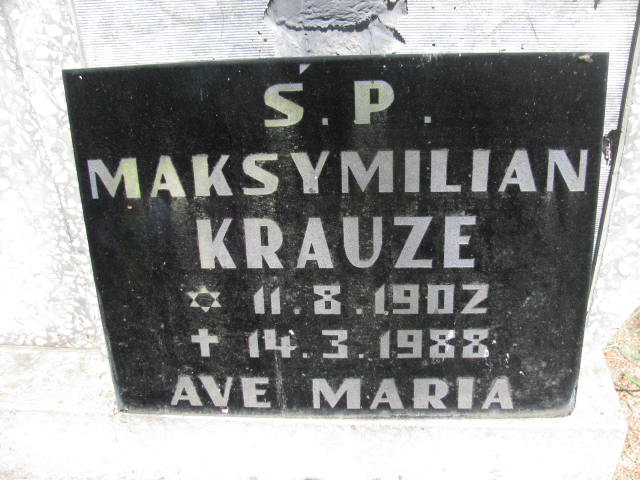 Ś.P.
MAKSYMILIAN
KRAUZE
✡ 11.8.1902
✝ 14.3.1988
AVE MARIA